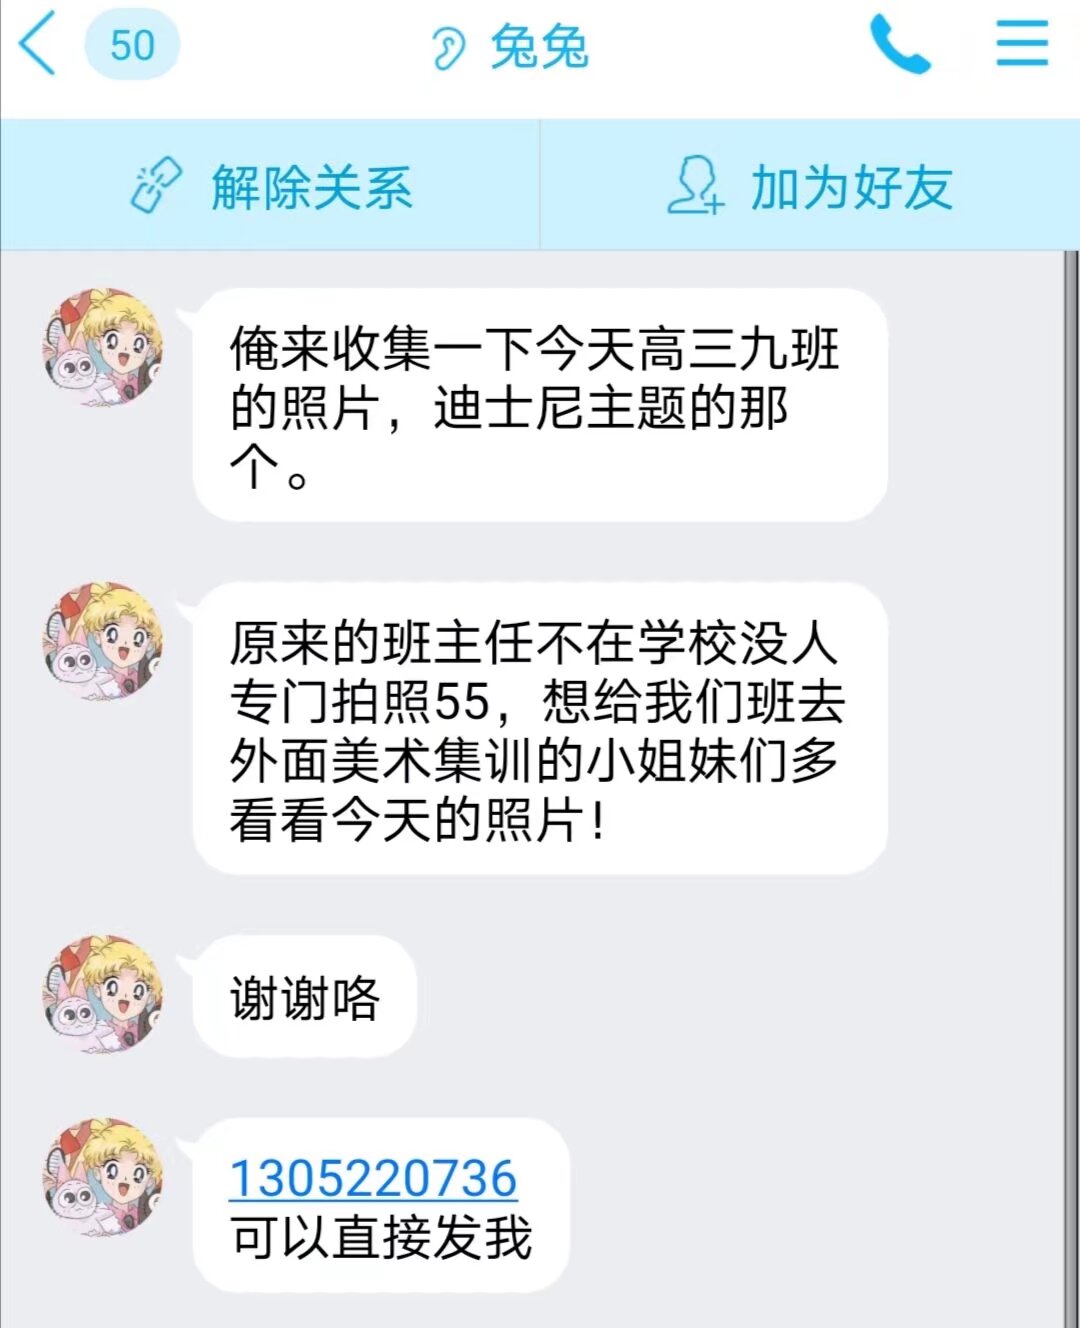 50
兔兔
解除关系
加为好友
俺来收集一下今天高三九班
的照片，迪士尼主题的那
个。
原来的班主任不在学校没人
专门拍照55，想给我们班去
外面美术集训的小姐妹们多
看看今天的照片！
谢谢咯
1305220736
可以直接发我